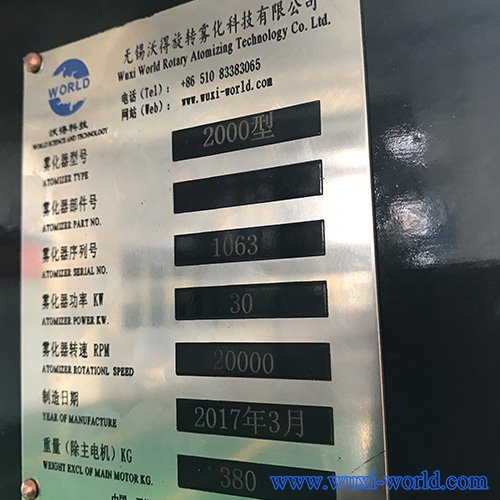 无锡沃得旋转雾化科技有限公司
Wuxi World Rotary Atomizing Technology Co. Ltd.
WORLD
电话（Tel）： +86 510 83383065
网站（Web）： www.wuxi-world.com
沃得科技
WORLD SCIENCE AND TECHNOLOGY
雾化器型号 2000型
ATOMIZER TYPE
雾化器部件号
ATOMIZER PART NO.
雾化器序列号 1063
ATOMIZER SERIAL NO.
雾化器功率 KW 30
ATOMIZER POWER KW.
雾化器转速 RPM 20000
ATOMIZER ROTATIONL SPEED
制造日期 2017年3月
YEAR OF MANUFACTURE
重量（除主电机）KG 380
WEIGHT EXCL OF MAIN MOTOR KG.
www.wuxi-world.com